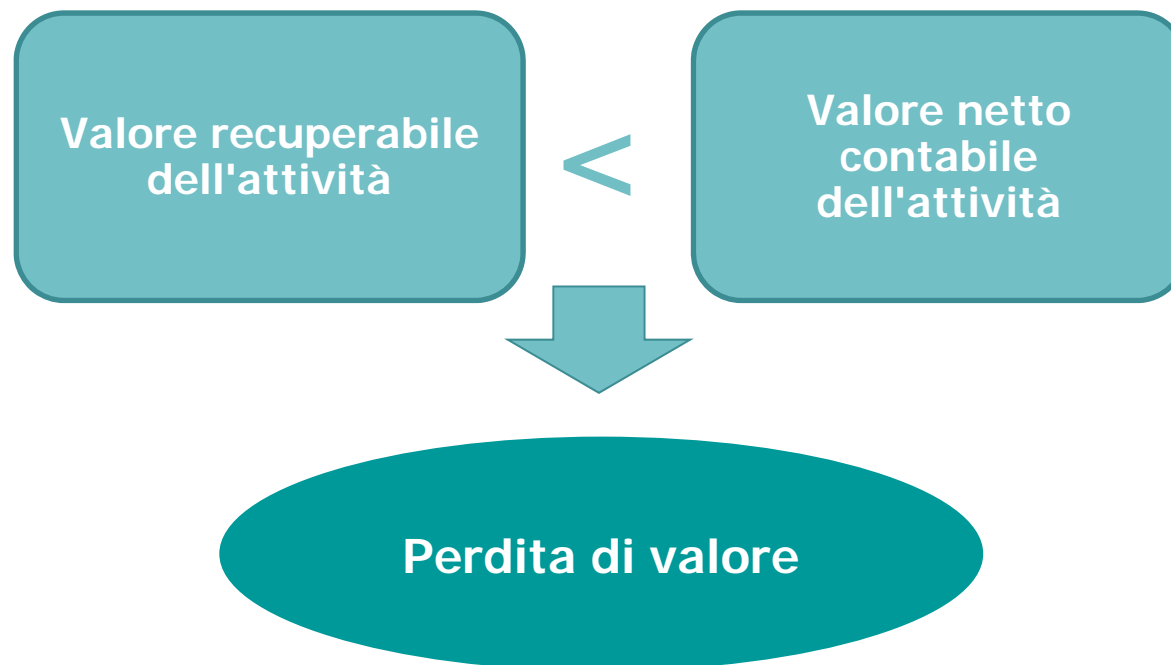 Valore recuperabile
dell'attività
<
Valore netto
contabile
dell'attività
Perdita di valore